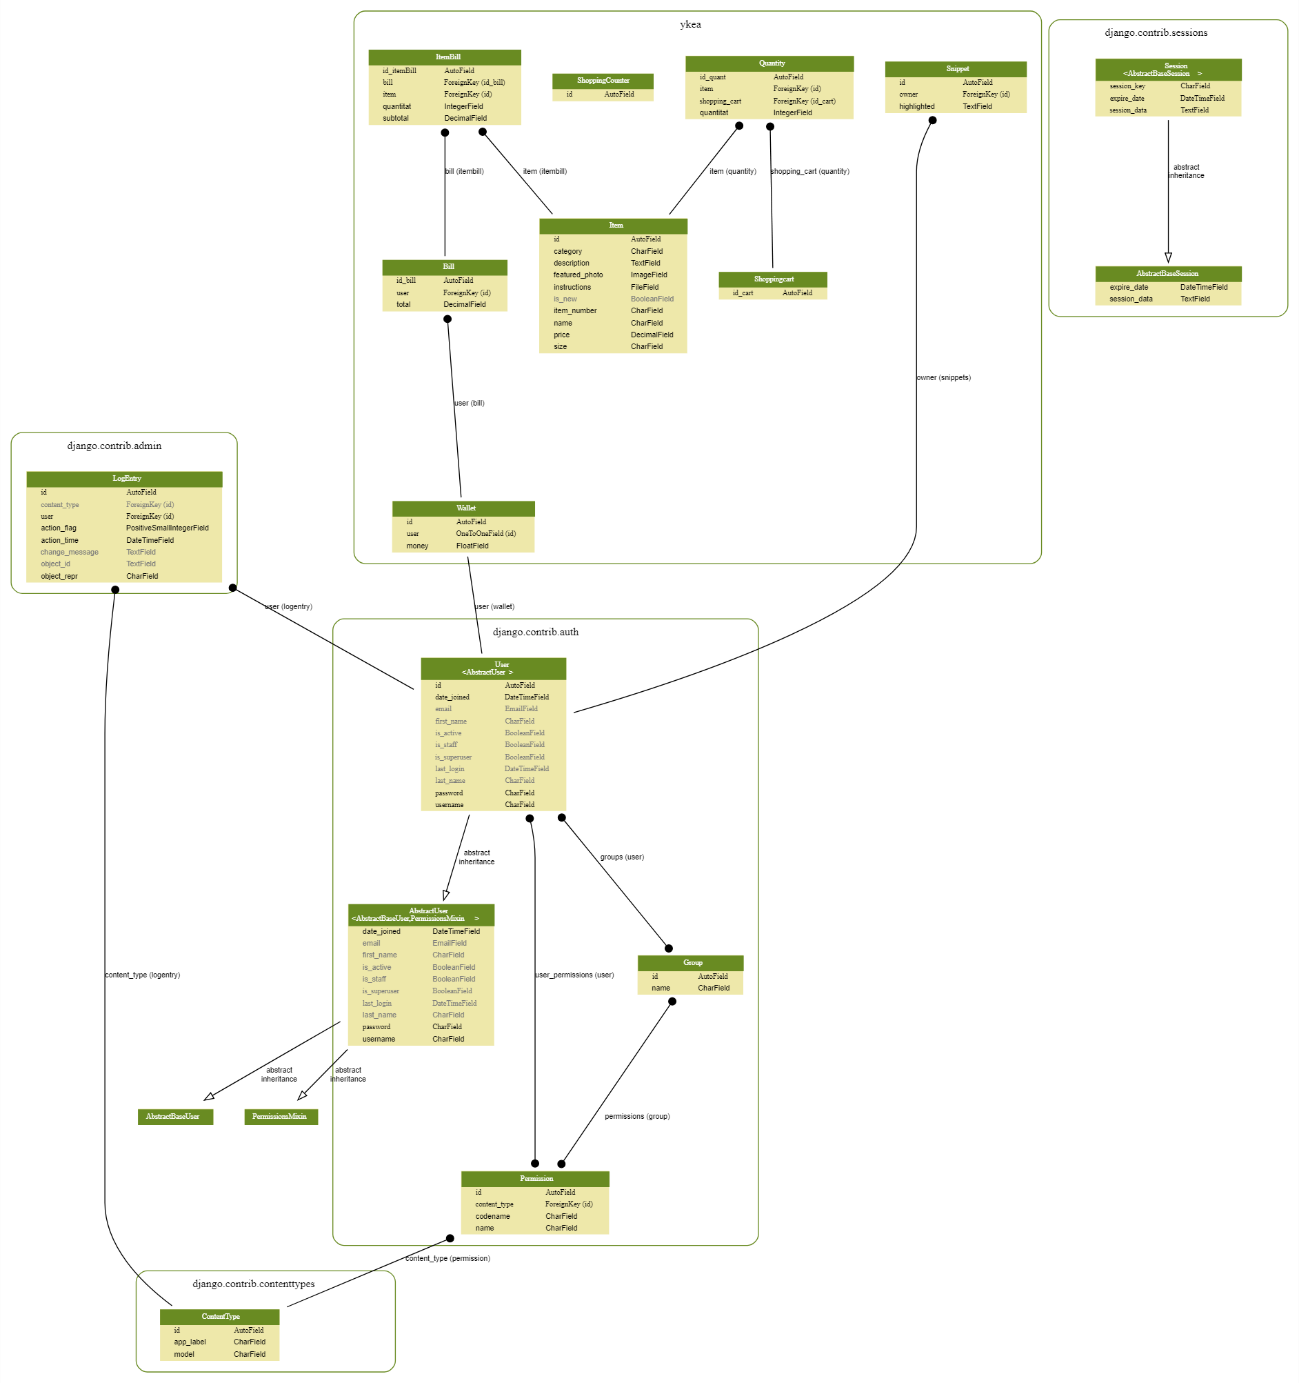 ykea
ItemBill
id_itemBill AutoField
bill ForeignKey (id_bill)
item ForeignKey (id)
quantitat IntegerField
subtotal DecimalField
ShoppingCounter
id AutoField
Quantity
id_quant AutoField
item ForeignKey (id)
shopping_cart ForeignKey (id_cart)
quantitat IntegerField
Snippet
id AutoField
owner ForeignKey (id)
highlighted TextField
bill (itembill)
item (itembill)
item (quantity)
shopping_cart (quantity)
Item
id AutoField
category CharField
description TextField
featured_photo ImageField
instructions FileField
is_new BooleanField
item_number CharField
name CharField
price DecimalField
size CharField
Bill
id_bill AutoField
user ForeignKey (id)
total DecimalField
Shoppingcart
id_cart AutoField
owner (snippets)
user (bill)
Wallet
id AutoField
user OneToOneField (id)
money FloatField
django.contrib.sessions
Session
<AbstractBaseSession >
session_key CharField
expire_date DateTimeField
session_data TextField
abstract
inheritance
AbstractBaseSession
expire_date DateTimeField
session_data TextField
django.contrib.admin
LogEntry
id AutoField
content_type ForeignKey (id)
user ForeignKey (id)
action_flag PositiveSmallIntegerField
action_time DateTimeField
change_message TextField
object_id TextField
object_repr CharField
user (logentry)
user (wallet)
django.contrib.auth
User
<AbstractUser >
id AutoField
date_joined DateTimeField
email EmailField
first_name CharField
is_active BooleanField
is_staff BooleanField
is_superuser BooleanField
last_login DateTimeField
last_name CharField
password CharField
username CharField
abstract
inheritance
groups (user)
AbstractUser
<AbstractBaseUser,PermissionsMixin >
date_joined DateTimeField
email EmailField
first_name CharField
is_active BooleanField
is_staff BooleanField
is_superuser BooleanField
last_login DateTimeField
last_name CharField
password CharField
username CharField
content_type (logentry)
user_permissions (user)
Group
id AutoField
name CharField
abstract
inheritance
abstract
inheritance
AbstractBaseUser
PermissionsMixin
permissions (group)
Permission
id AutoField
content_type ForeignKey (id)
codename CharField
name CharField
content_type (permission)
django.contrib.contenttypes
ContentType
id AutoField
app_label CharField
model CharField